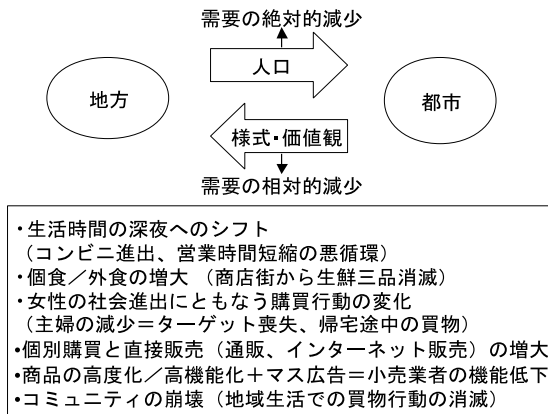 需要の絶対的減少
人口
地方
都市
様式・価値観
需要の相対的減少
・生活時間の深夜へのシフト
（コンビニ進出、営業時間短縮の悪循環）
・個食／外食の増大 （商店街から生鮮三品消滅）
・女性の社会進出にともなう購買行動の変化
（主婦の減少＝ターゲット喪失、帰宅途中の買物）
・個別購買と直接販売（通販、インターネット販売）の増大
・商品の高度化／高機能化＋マス広告＝小売業者の機能低下
・コミュニティの崩壊（地域生活での買物行動の消滅）